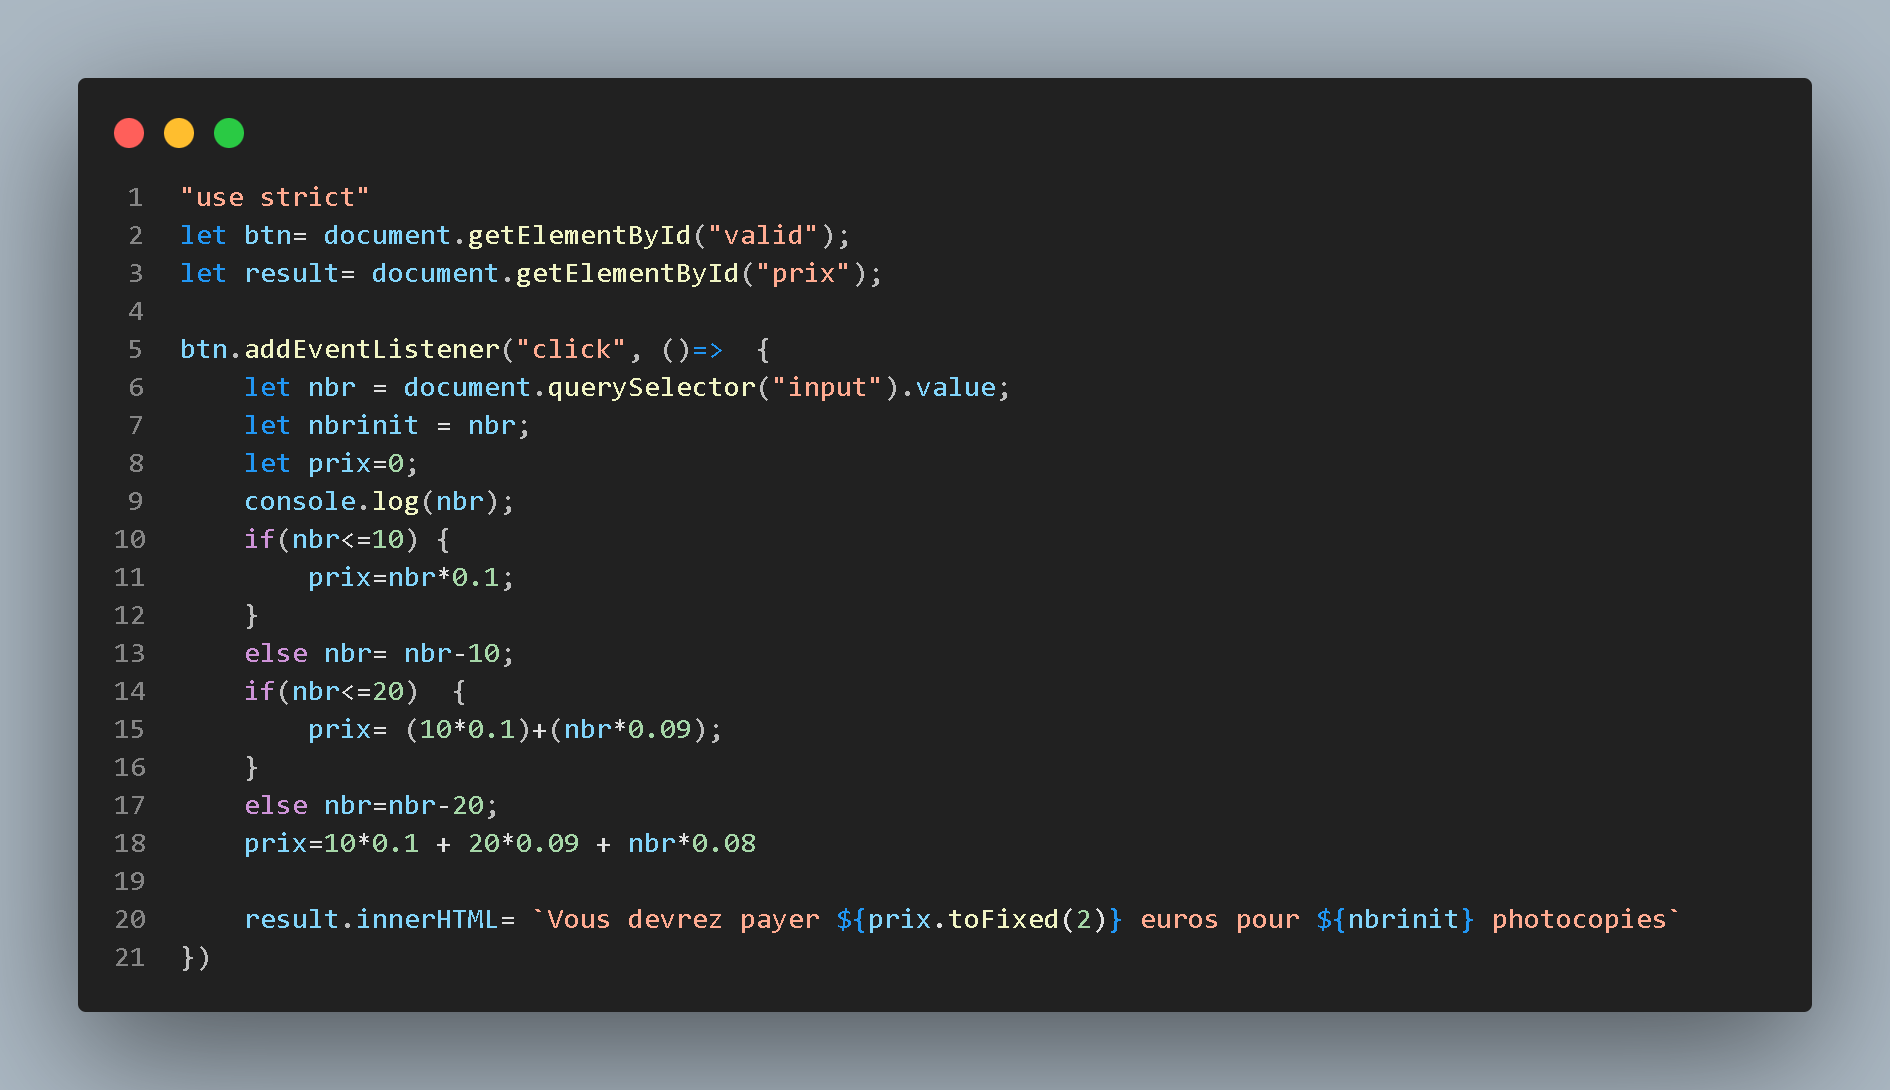 1 "use strict"
2 let btn= document.getElementById("valid");
3 let result= document.getElementById("prix");
4
5 btn.addEventListener("click", ()=>  {
6     let nbr = document.querySelector("input").value;
7     let nbrinit = nbr;
8     let prix=0;
9     console.log(nbr);
10     if(nbr<=10) {
11         prix=nbr*0.1;
12     }
13     else nbr= nbr-10;
14     if(nbr<=20)  {
15         prix= (10*0.1)+(nbr*0.09);
16     }
17     else nbr=nbr-20;
18     prix=10*0.1 + 20*0.09 + nbr*0.08
19
20     result.innerHTML= `Vous devrez payer ${prix.toFixed(2)} euros pour ${nbrinit} photocopies`
21 })